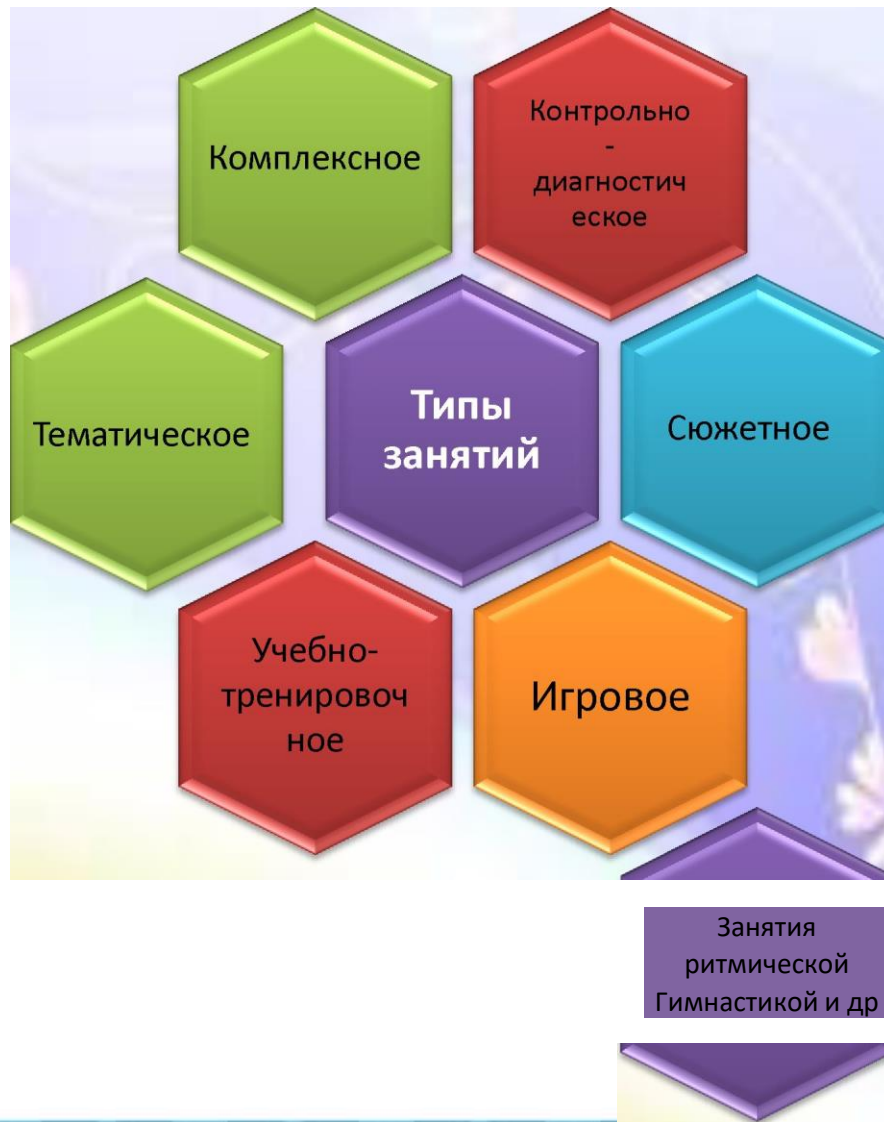 Комплексное
Контрольно
-
диагностич
еское
Тематическое
Типы
занятий
Сюжетное
Учебно-
тренировоч
ное
Игровое
Занятия
ритмической
Гимнастикой и др